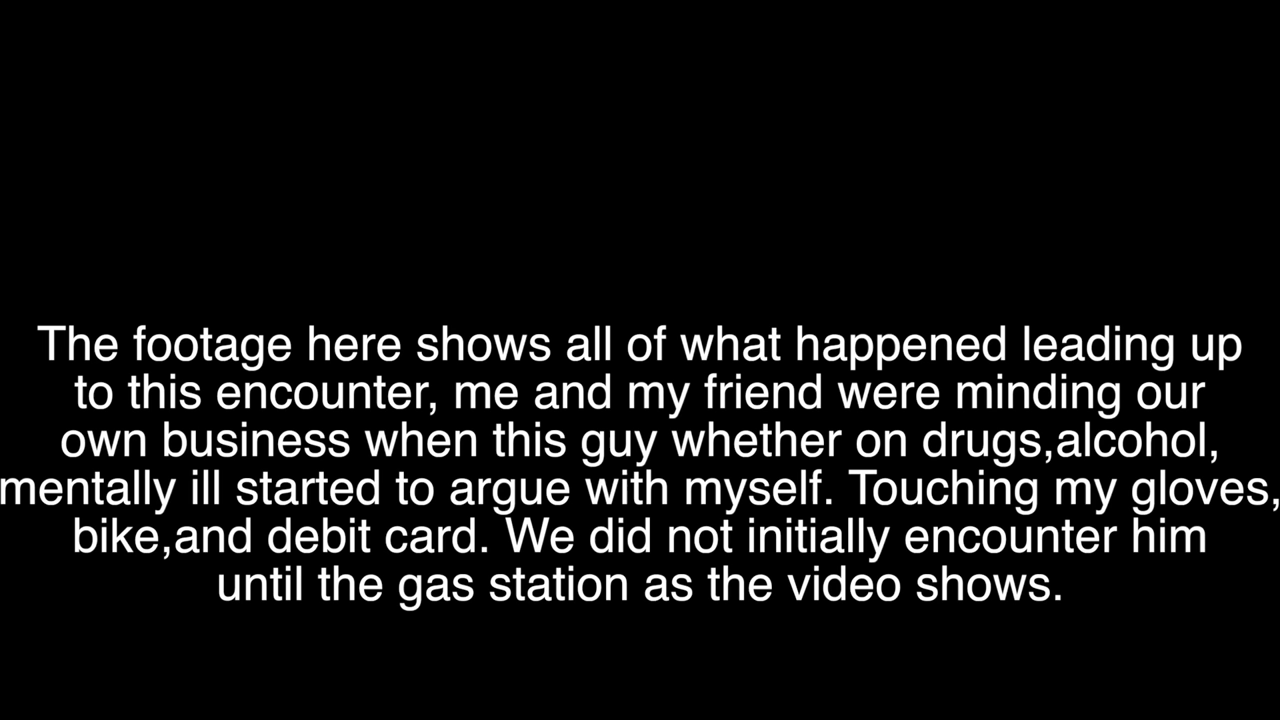 The footage here shows all of what happened leading up
to this encounter, me and my friend were minding our
own business when this guy whether on drugs,alcohol,
mentally ill started to argue with myself. Touching my gloves,
bike,and debit card. We did not initially encounter him
until the gas station as the video shows.